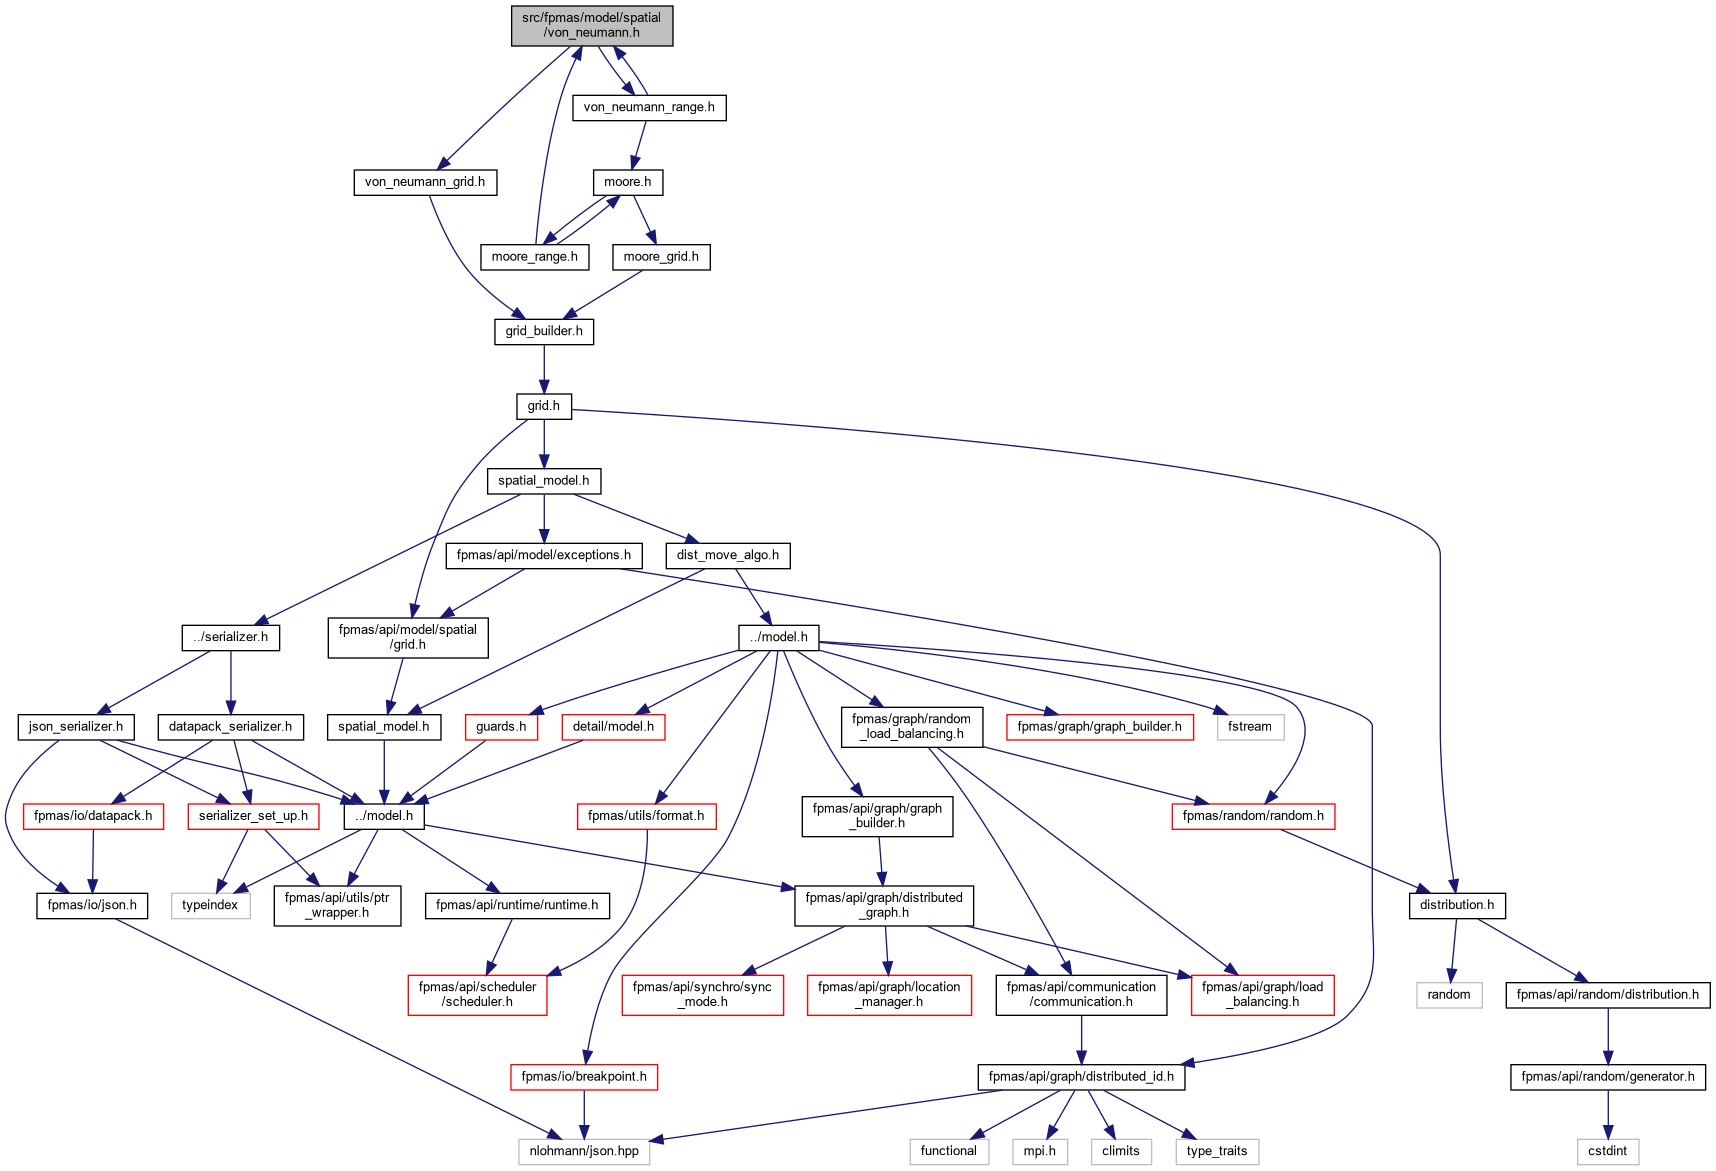 src/fpmas/model/spatial
/von_neumann.h
von_neumann_range.h
von_neumann_grid.h
moore.h
moore_range.h
moore_grid.h
grid_builder.h
grid.h
spatial_model.h
fpmas/api/model/exceptions.h
dist_move_algo.h
../serializer.h
fpmas/api/model/spatial
/grid.h
../model.h
json_serializer.h
datapack_serializer.h
spatial_model.h
guards.h
detail/model.h
fpmas/graph/random
_load_balancing.h
fpmas/graph/graph_builder.h
fstream
fpmas/io/datapack.h
serializer_set_up.h
../model.h
fpmas/utils/format.h
fpmas/api/graph/graph
_builder.h
fpmas/random/random.h
fpmas/io/json.h
typeindex
fpmas/api/utils/ptr
_wrapper.h
fpmas/api/runtime/runtime.h
fpmas/api/graph/distributed
_graph.h
distribution.h
fpmas/api/scheduler
/scheduler.h
fpmas/api/synchro/sync
_mode.h
fpmas/api/graph/location
_manager.h
fpmas/api/communication
/communication.h
fpmas/api/graph/load
_balancing.h
random
fpmas/api/random/distribution.h
fpmas/io/breakpoint.h
fpmas/api/graph/distributed_id.h
fpmas/api/random/generator.h
nlohmann/json.hpp
functional
mpi.h
climits
type_traits
cstdint